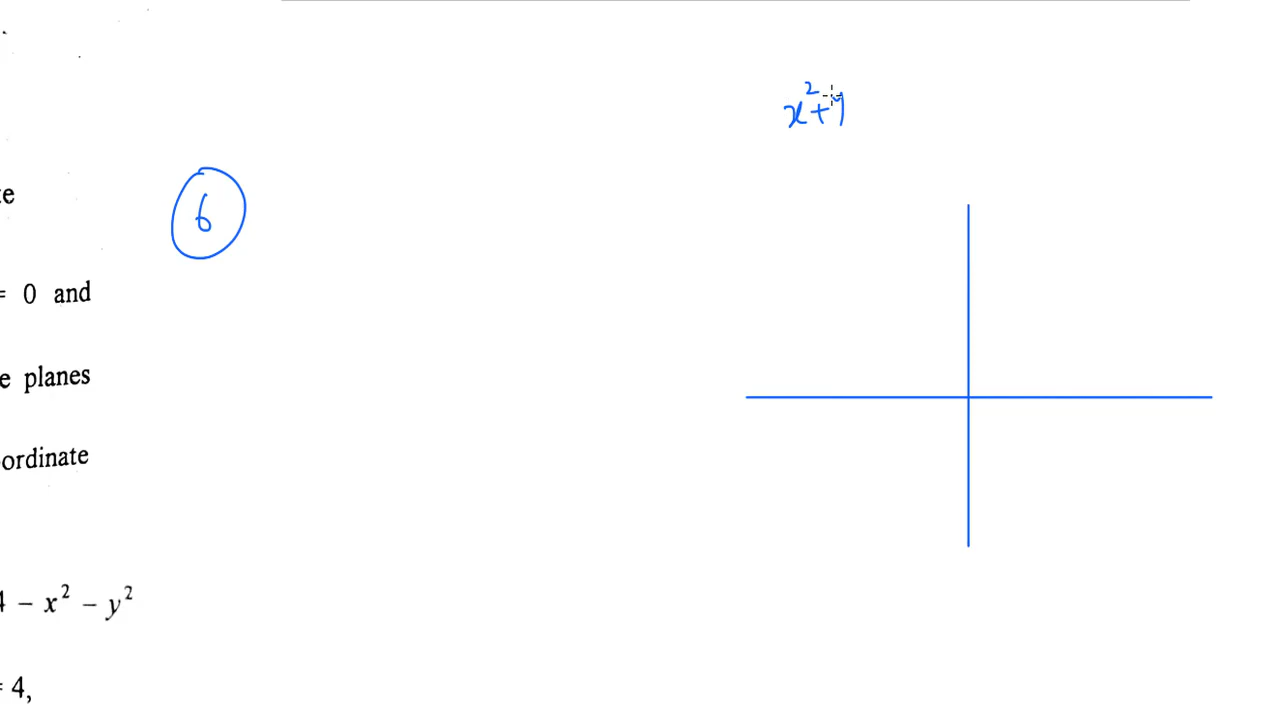 x²+y
te
6
= 0 and
e planes
ordinate
4 − x² − y²
= 4,